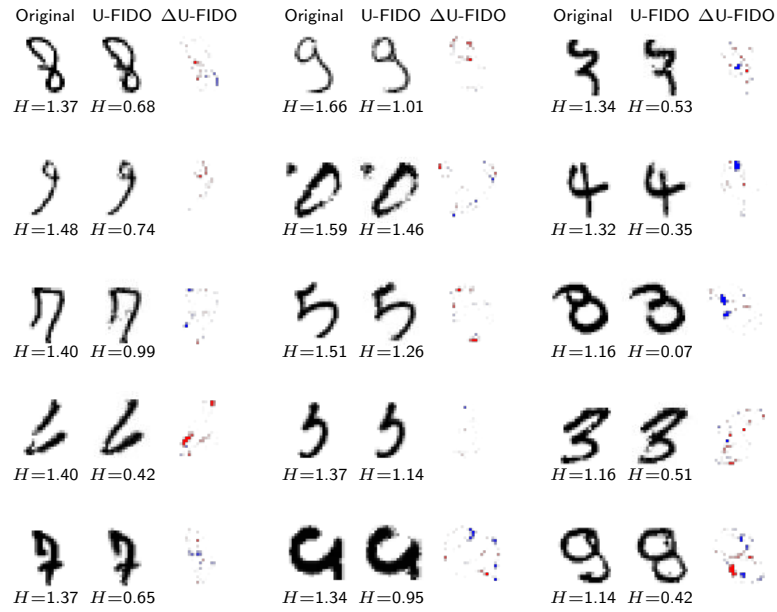 Original U-FIDO ΔU-FIDO Original U-FIDO ΔU-FIDO Original U-FIDO ΔU-FIDO
H=1.37 H=0.68 H=1.66 H=1.01 H=1.34 H=0.53
H=1.48 H=0.74 H=1.59 H=1.46 H=1.32 H=0.35
H=1.40 H=0.99 H=1.51 H=1.26 H=1.16 H=0.07
H=1.40 H=0.42 H=1.37 H=1.14 H=1.16 H=0.51
H=1.37 H=0.65 H=1.34 H=0.95 H=1.14 H=0.42